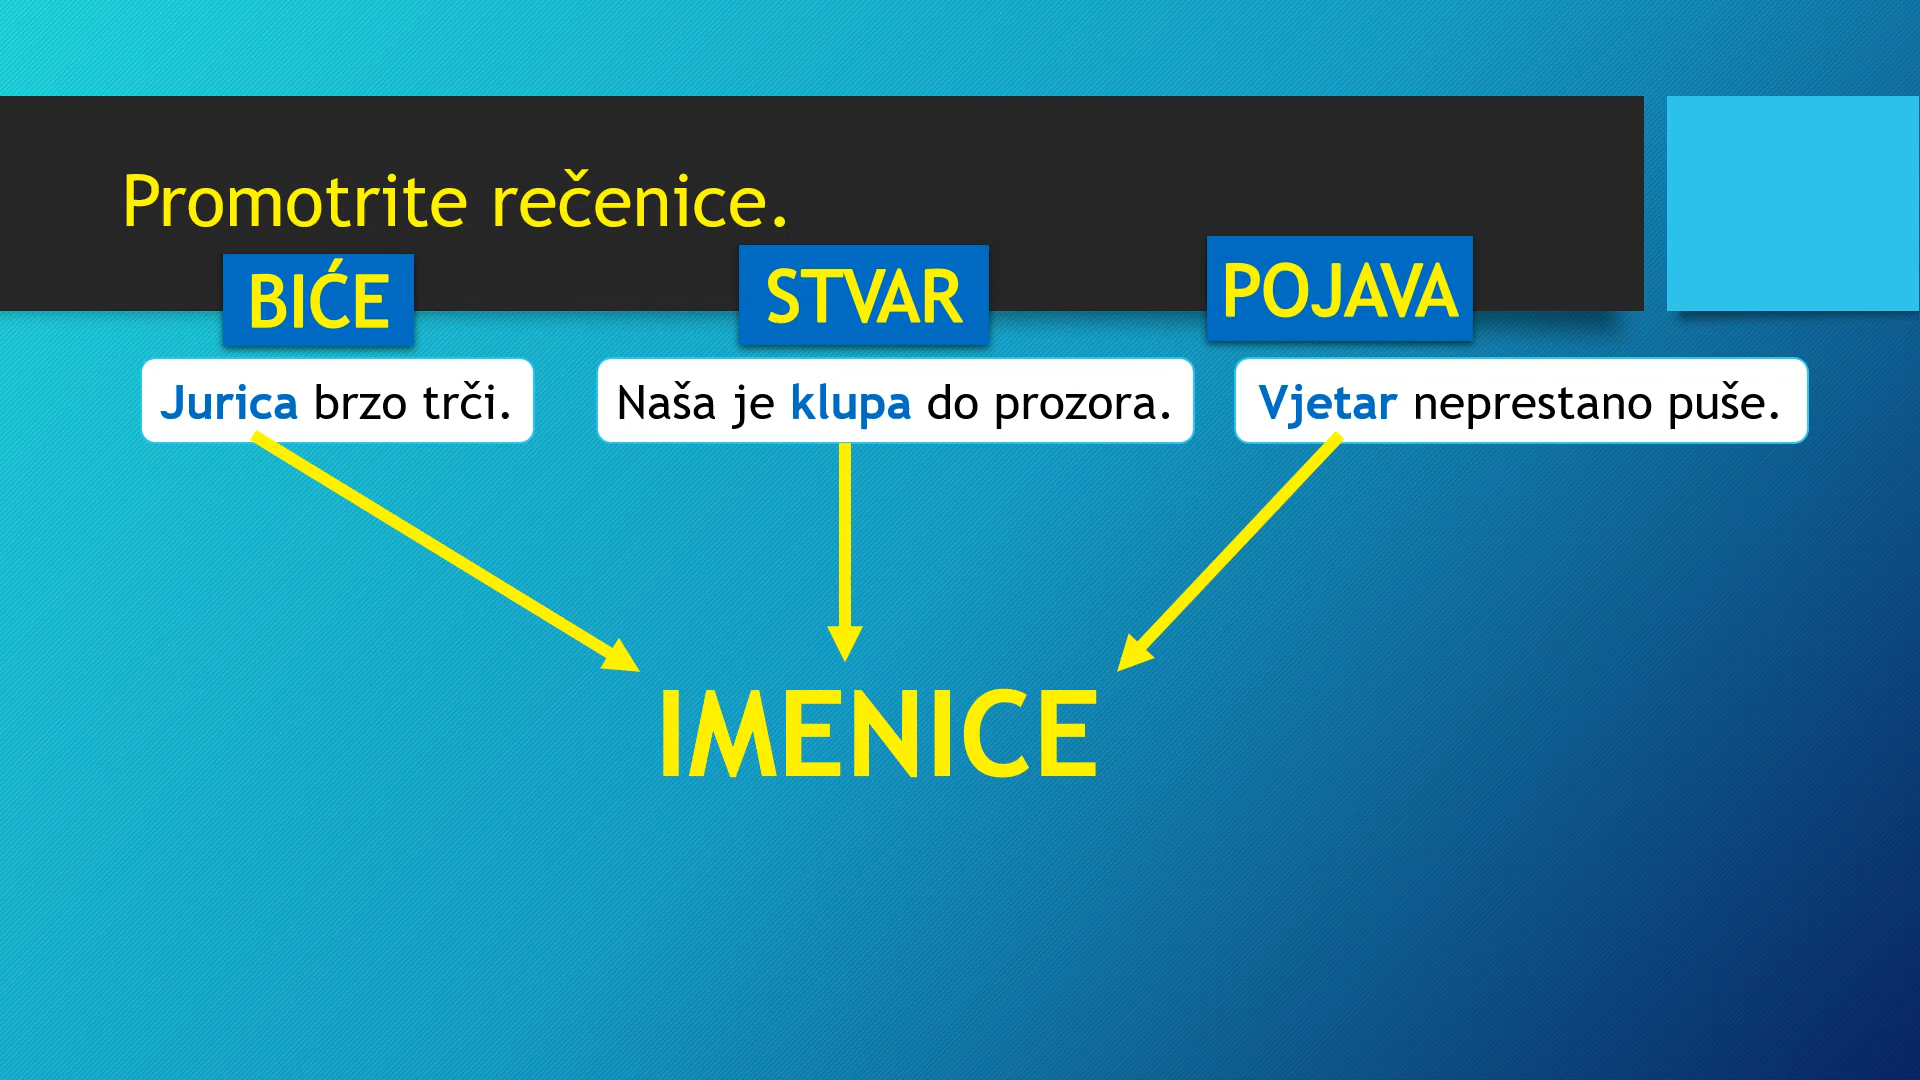 Promotrite rečenice.
BIĆE
STVAR
POJAVA
Jurica brzo trči.
Naša je klupa do prozora.
Vjetar neprestano puše.
IMENICE